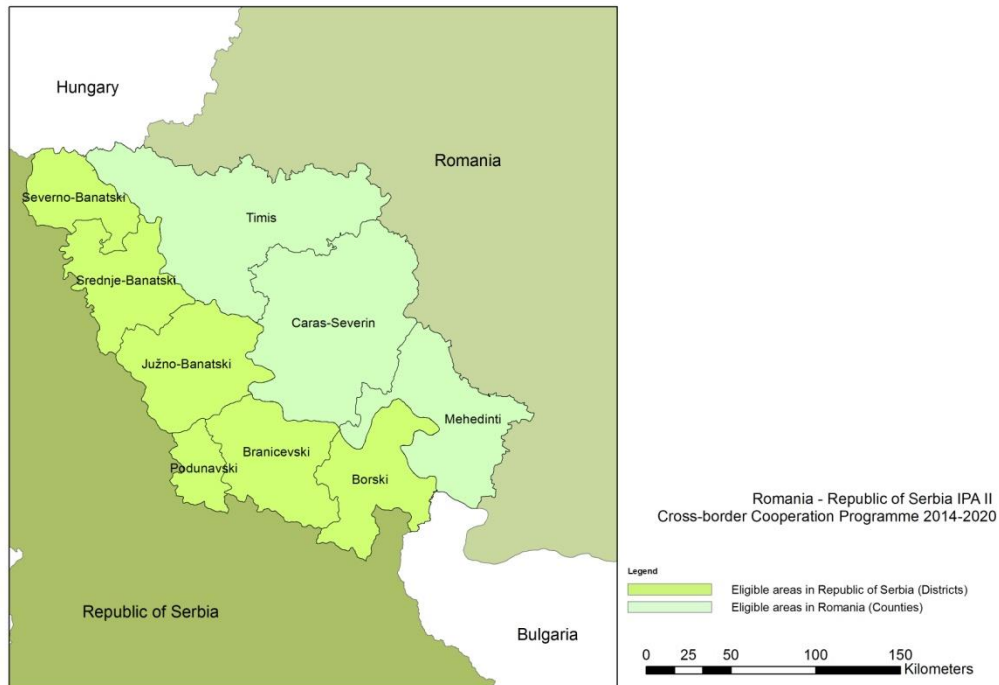 Hungary
Romania
Severno-Banatski
Timis
Srednje-Banatski
Caras-Severin
Južno-Banatski
Mehedinti
Branicevski
Podunavski
Borski
Republic of Serbia
Bulgaria
Romania - Republic of Serbia IPA II
Cross-border Cooperation Programme 2014-2020
Legend
Eligible areas in Republic of Serbia (Districts)
Eligible areas in Romania (Counties)
0 25 50 100 150
Kilometers